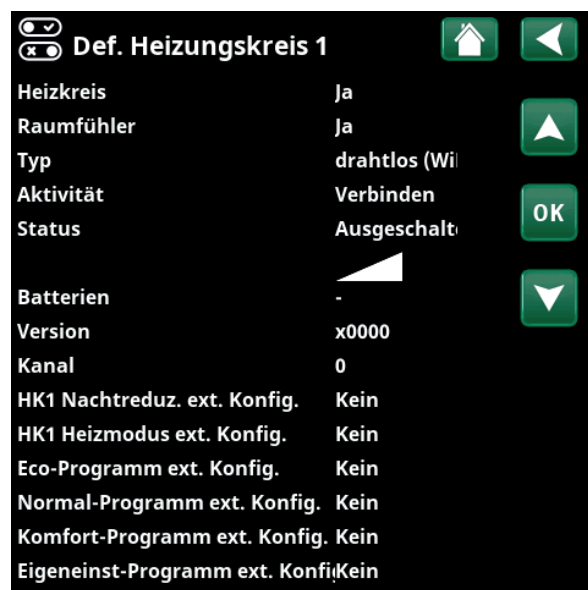 Def. Heizungskreis 1
Heizkreis Ja
Raumfühler Ja
Typ drahtlos (Wi
Aktivität Verbinden
OK
Status Ausgeschalt
Batterien -
Version x0000
Kanal 0
HK1 Nachtreduz. ext. Konfig. Kein
HK1 Heizmodus ext. Konfig. Kein
Eco-Programm ext. Konfig. Kein
Normal-Programm ext. Konfig. Kein
Komfort-Programm ext. Konfig. Kein
Eigeneinst-Programm ext. Konfi Kein